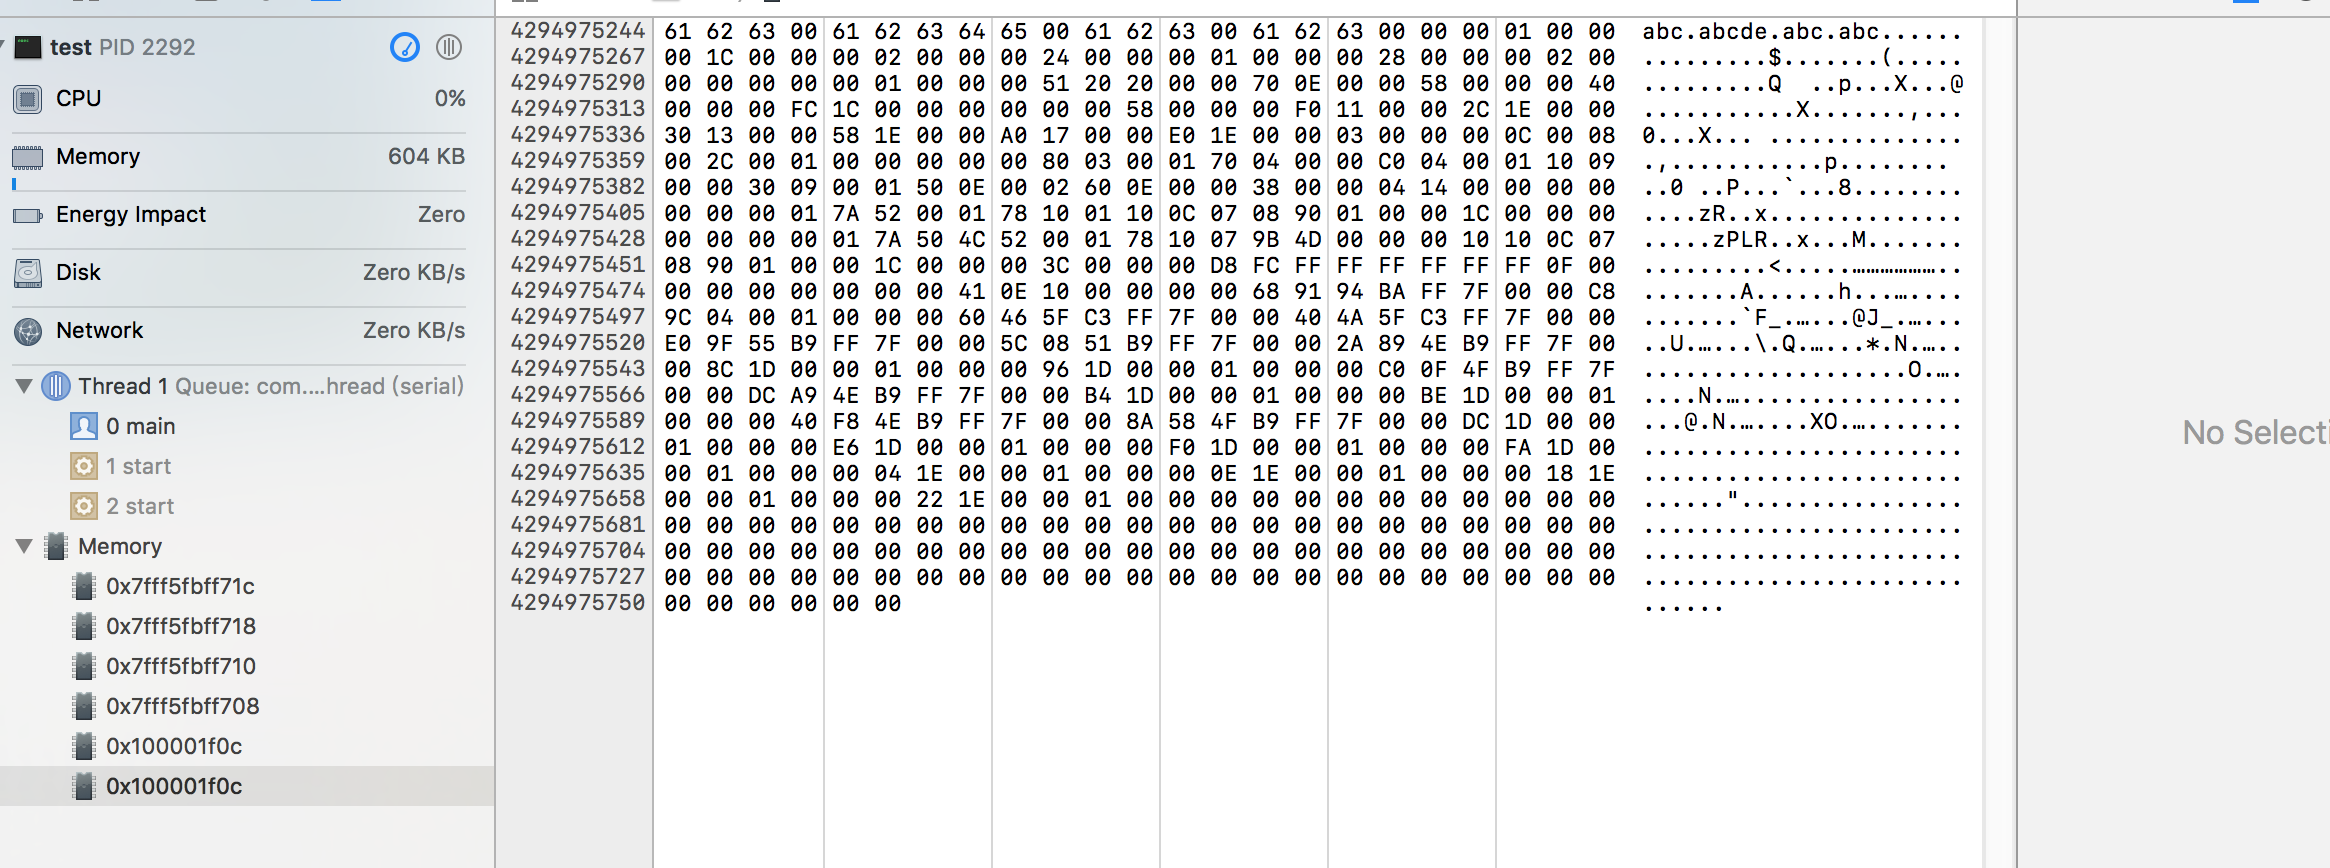 test PID 2292
CPU 0%
Memory 604 KB
Energy Impact Zero
Disk Zero KB/s
Network Zero KB/s
Thread 1 Queue: com....hread (serial)
0 main
1 start
2 start
Memory
0x7fff5fbff71c
0x7fff5fbff718
0x7fff5fbff710
0x7fff5fbff708
0x100001f0c
0x100001f0c
4294975244 61 62 63 00 61 62 63 64 65 00 61 62 63 00 61 62 63 00 00 00 01 00 00 abc.abcde.abc.abc......
4294975267 00 1C 00 00 00 02 00 00 00 24 00 00 00 01 00 00 00 28 00 00 00 02 00 .........$.......(.....
4294975290 00 00 00 00 00 01 00 00 00 51 20 20 00 00 70 0E 00 00 58 00 00 00 40 .........Q  ..p...X...@
4294975313 00 00 00 FC 1C 00 00 00 00 00 00 58 00 00 00 F0 11 00 00 2C 1E 00 00 ...........X.......,...
4294975336 30 13 00 00 58 1E 00 00 A0 17 00 00 E0 1E 00 00 03 00 00 00 0C 00 08 0...X... ..............
4294975359 00 2C 00 01 00 00 00 00 00 80 03 00 01 70 04 00 00 C0 04 00 01 10 09 .,...........p........
4294975382 00 00 30 09 00 01 50 0E 00 02 60 0E 00 00 38 00 00 04 14 00 00 00 00 ..0 ..P...`...8........
4294975405 00 00 00 01 7A 52 00 01 78 10 01 10 0C 07 08 90 01 00 00 1C 00 00 00 ....zR..x..............
4294975428 00 00 00 00 01 7A 50 4C 52 00 01 78 10 07 9B 4D 00 00 00 10 10 0C 07 .....zPLR..x...M.......
4294975451 08 90 01 00 00 1C 00 00 00 3C 00 00 00 D8 FC FF FF FF FF FF FF 0F 00 .........<.....………………..
4294975474 00 00 00 00 00 00 00 41 0E 10 00 00 00 00 68 91 94 BA FF 7F 00 00 C8 .......A......h...…....
4294975497 9C 04 00 01 00 00 00 60 46 5F C3 FF 7F 00 00 40 4A 5F C3 FF 7F 00 00 .......`F_.…...@J_.…...
4294975520 E0 9F 55 B9 FF 7F 00 00 5C 08 51 B9 FF 7F 00 00 2A 89 4E B9 FF 7F 00 ..U.…...\.Q.…...*.N.…..
4294975543 00 8C 1D 00 00 01 00 00 00 96 1D 00 00 01 00 00 00 C0 0F 4F B9 FF 7F ...................O.….
4294975566 00 00 DC A9 4E B9 FF 7F 00 00 B4 1D 00 00 01 00 00 00 BE 1D 00 00 01 ....N.…................
4294975589 00 00 00 40 F8 4E B9 FF 7F 00 00 8A 58 4F B9 FF 7F 00 00 DC 1D 00 00 ...@.N.…....XO.….......
4294975612 01 00 00 00 E6 1D 00 00 01 00 00 00 F0 1D 00 00 01 00 00 00 FA 1D 00 .......................
4294975635 00 01 00 00 00 04 1E 00 00 01 00 00 00 0E 1E 00 00 01 00 00 00 18 1E .......................
4294975658 00 00 01 00 00 00 22 1E 00 00 01 00 00 00 00 00 00 00 00 00 00 00 00 ......"................
4294975681 00 00 00 00 00 00 00 00 00 00 00 00 00 00 00 00 00 00 00 00 00 00 00 .......................
4294975704 00 00 00 00 00 00 00 00 00 00 00 00 00 00 00 00 00 00 00 00 00 00 00 .......................
4294975727 00 00 00 00 00 00 00 00 00 00 00 00 00 00 00 00 00 00 00 00 00 00 00 .......................
4294975750 00 00 00 00 00 00 ......
No Selecti